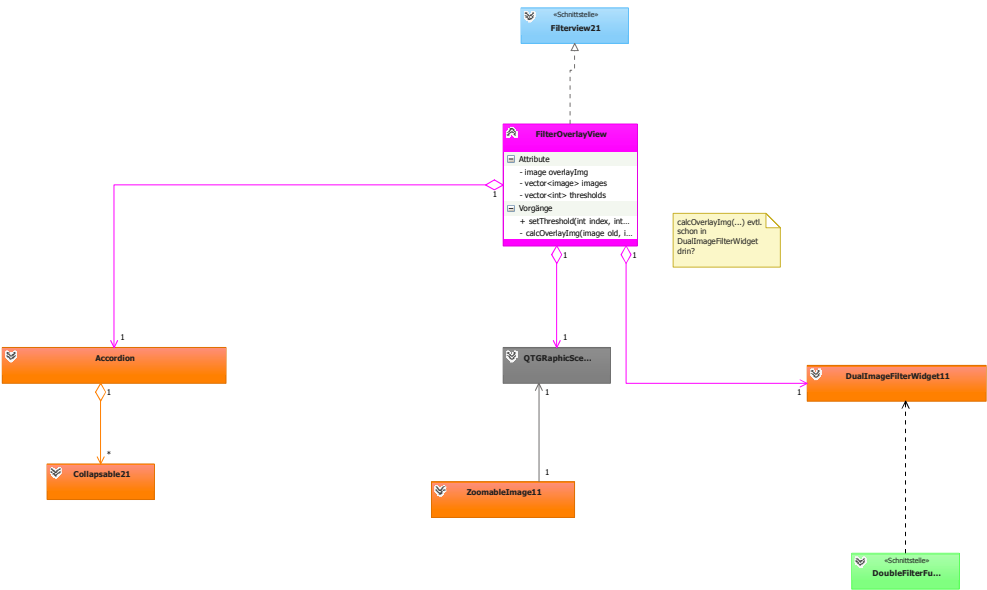 «Schnittstelle»
Filterview21
FilterOverlayView
Attribute
- image overlayImg
- vector<image> images
- vector<int> thresholds
Vorgänge
+ setThreshold(int index, int...
- calcOverlayImg(image old, i...
1
1
1
calcOverlayImg(...) evtl.
schon in
DualImageFilterWidget
drin?
1
1
Accordion
QTGRaphicSce...
DualImageFilterWidget11
1
1
1
*
Collapsable21
1
ZoomableImage11
«Schnittstelle»
DoubleFilterFu...